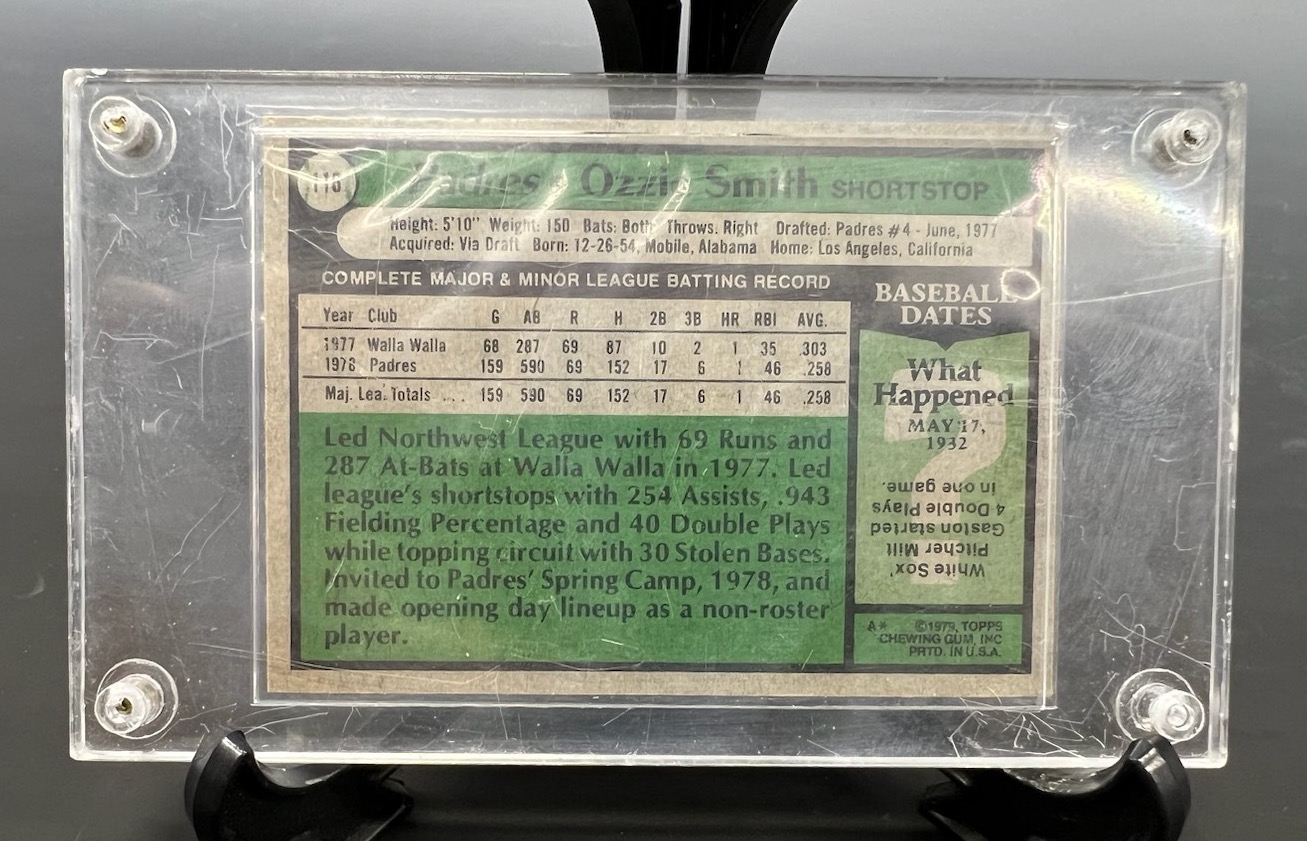 116 Padres Ozzie Smith SHORTSTOP
Height: 5'10" Weight: 150 Bats: Both Throws: Right Drafted: Padres #4 - June, 1977
Acquired: Via Draft Born: 12-26-54, Mobile, Alabama Home: Los Angeles, California
COMPLETE MAJOR & MINOR LEAGUE BATTING RECORD
Year Club G AB R H 2B 3B HR RBI AVG.
1977 Walla Walla 68 287 69 87 10 2 1 35 .303
1978 Padres 159 590 69 152 17 6 1 46 .258
Maj. Lea. Totals ... 159 590 69 152 17 6 1 46 .258
Led Northwest League with 69 Runs and
287 At-Bats at Walla Walla in 1977. Led
league's shortstops with 254 Assists, .943
Fielding Percentage and 40 Double Plays
while topping circuit with 30 Stolen Bases.
Invited to Padres' Spring Camp, 1978, and
made opening day lineup as a non-roster
player.
BASEBALL
DATES
What
Happened
MAY 17,
1932
?
White Sox'
Pitcher Milt
Gaston started
4 Double Plays
in one game.
A* ©1979, TOPPS
CHEWING GUM, INC
PRTD. IN U.S.A.